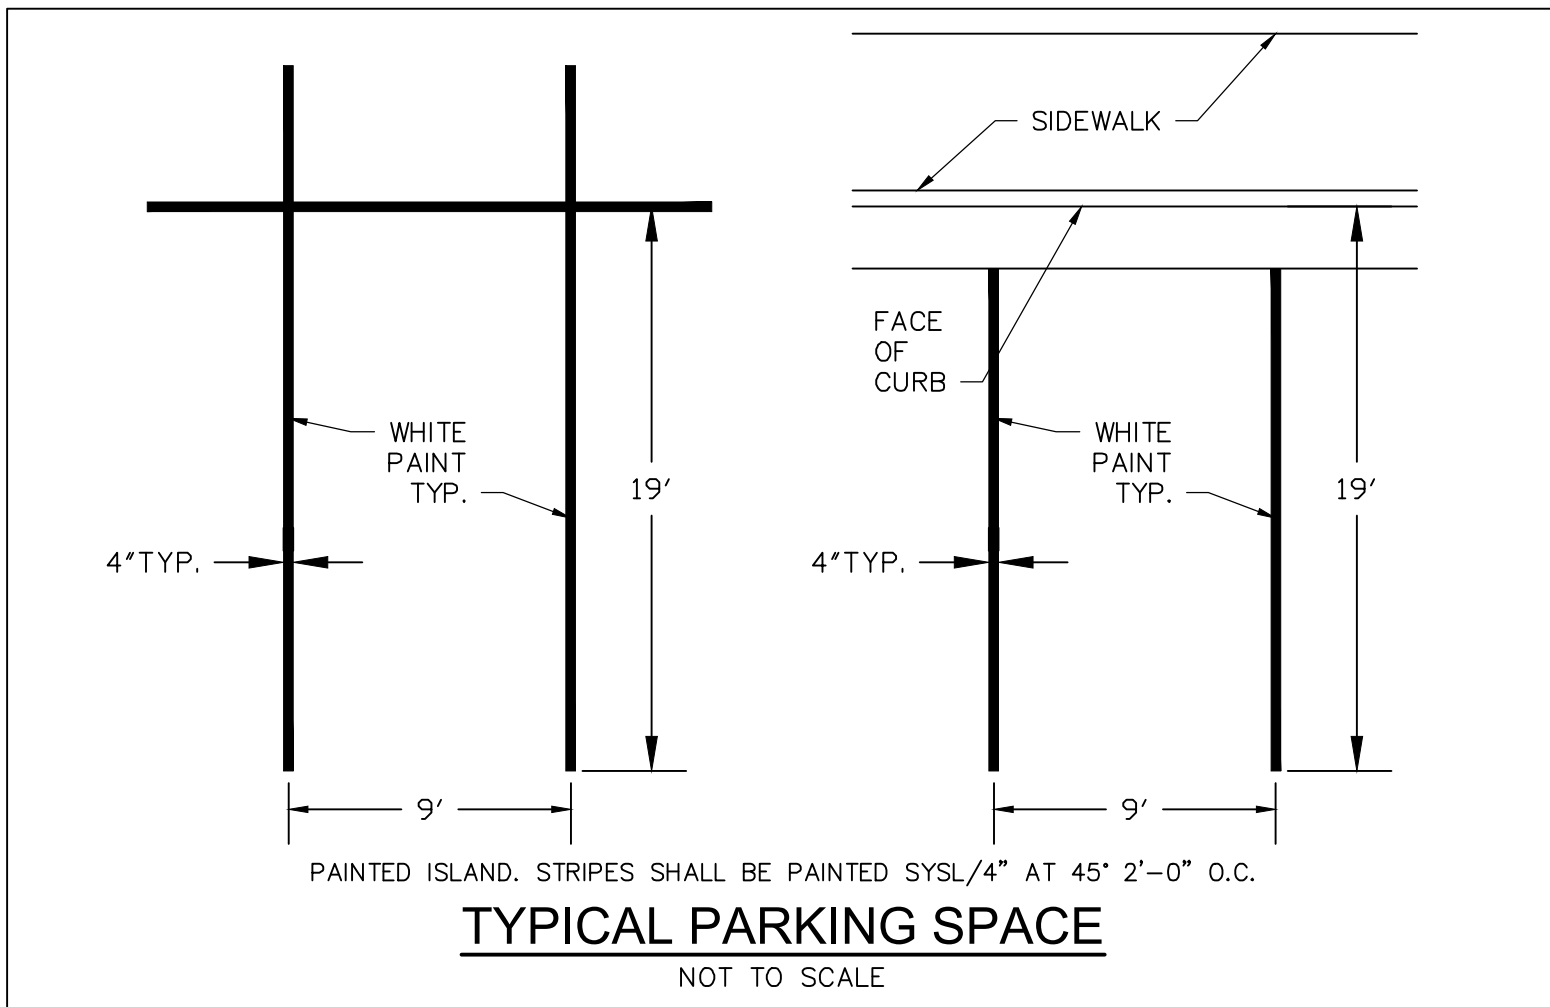 SIDEWALK
FACE
OF
CURB
WHITE
PAINT
TYP.
19'
4"TYP.
9'
WHITE
PAINT
TYP.
19'
4"TYP.
9'
PAINTED ISLAND. STRIPES SHALL BE PAINTED SYSL/4" AT 45° 2'-0" O.C.
TYPICAL PARKING SPACE
NOT TO SCALE